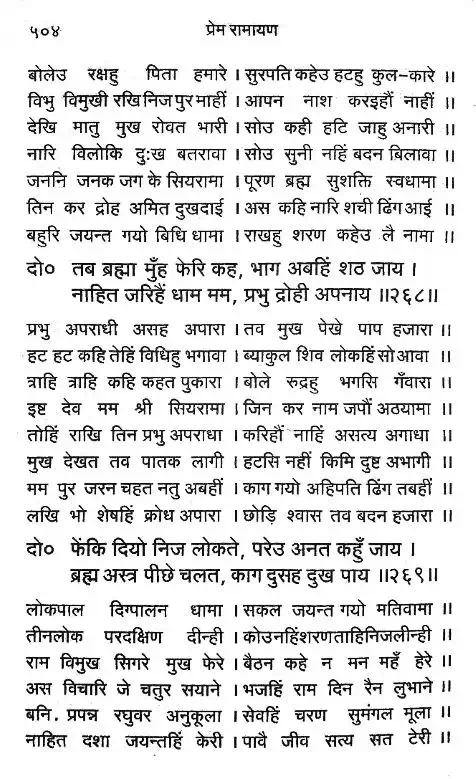 ५०४ प्रेम रामायण
बोलेउ रक्षहु पिता हमारे । सुरपति कहेउ हटहु कुल-कारे ॥
विभु विमुखी रखि निज पुर माहीं । आपन नाश करइहौं नाहीं ॥
देखि मातु मुख रोवत भारी । सोउ कही हटि जाहु अनारी ॥
नारि विलोकि दुःख बतरावा । सोउ सुनी नहिं बदन बिलावा ॥
जननि जनक जग के सियरामा । पूरण ब्रह्म सुशक्ति स्वधामा ॥
तिन कर द्रोह अमित दुखदाई । अस कहि नारि शची ढिंग आई ॥
बहुरि जयन्त गयो बिधि धामा । राखहु शरण कहेउ लै नामा ॥
दो० तब ब्रह्मा मुँह फेरि कह, भाग अबहिं शठ जाय ।
नाहित जरिहैं धाम मम, प्रभु द्रोही अपनाय ॥२६८॥
प्रभु अपराधी असह अपारा । तव मुख पेखे पाप हजारा ॥
हट हट कहि तेहिं विधिहु भगावा । ब्याकुल शिव लोकहिं सो आवा ॥
त्राहि त्राहि कहि कहत पुकारा । बोले रुद्रहु भगसि गँवारा ॥
इष्ट देव मम श्री सियरामा । जिन कर नाम जपौं अठयामा ॥
तोहिं राखि तिन प्रभु अपराधा । करिहौं नाहिं असत्य अगाधा ॥
मुख देखत तव पातक लागी । हटसि नहीं किमि दुष्ट अभागी ॥
मम पुर जरन चहत नतु अबहीं । काग गयो अहिपति ढिंग तबहीं ॥
लखि भो शेषहिं क्रोध अपारा । छोड़ि श्वास तव बदन हजारा ॥
दो० फेंकि दियो निज लोकते, परेउ अनत कहुँ जाय ।
ब्रह्म अस्त्र पीछे चलत, काग दुसह दुख पाय ॥२६९॥
लोकपाल दिग्पालन धामा । सकल जयन्त गयो मतिवामा ॥
तीनलोक परदक्षिण दीन्ही । कोउनहिंशरणताहिनिजलीन्ही ॥
राम विमुख सिगरे मुख फेरे । बैठन कहे न मन महँ हेरे ॥
अस विचारि जे चतुर सयाने । भजहिं राम दिन रैन लुभाने ॥
बनि. प्रपन्न रघुवर अनुकूला । सेवहिं चरण सुमंगल मूला ॥
नाहित दशा जयन्तहिं केरी । पावै जीव सत्य सत टेरी ॥